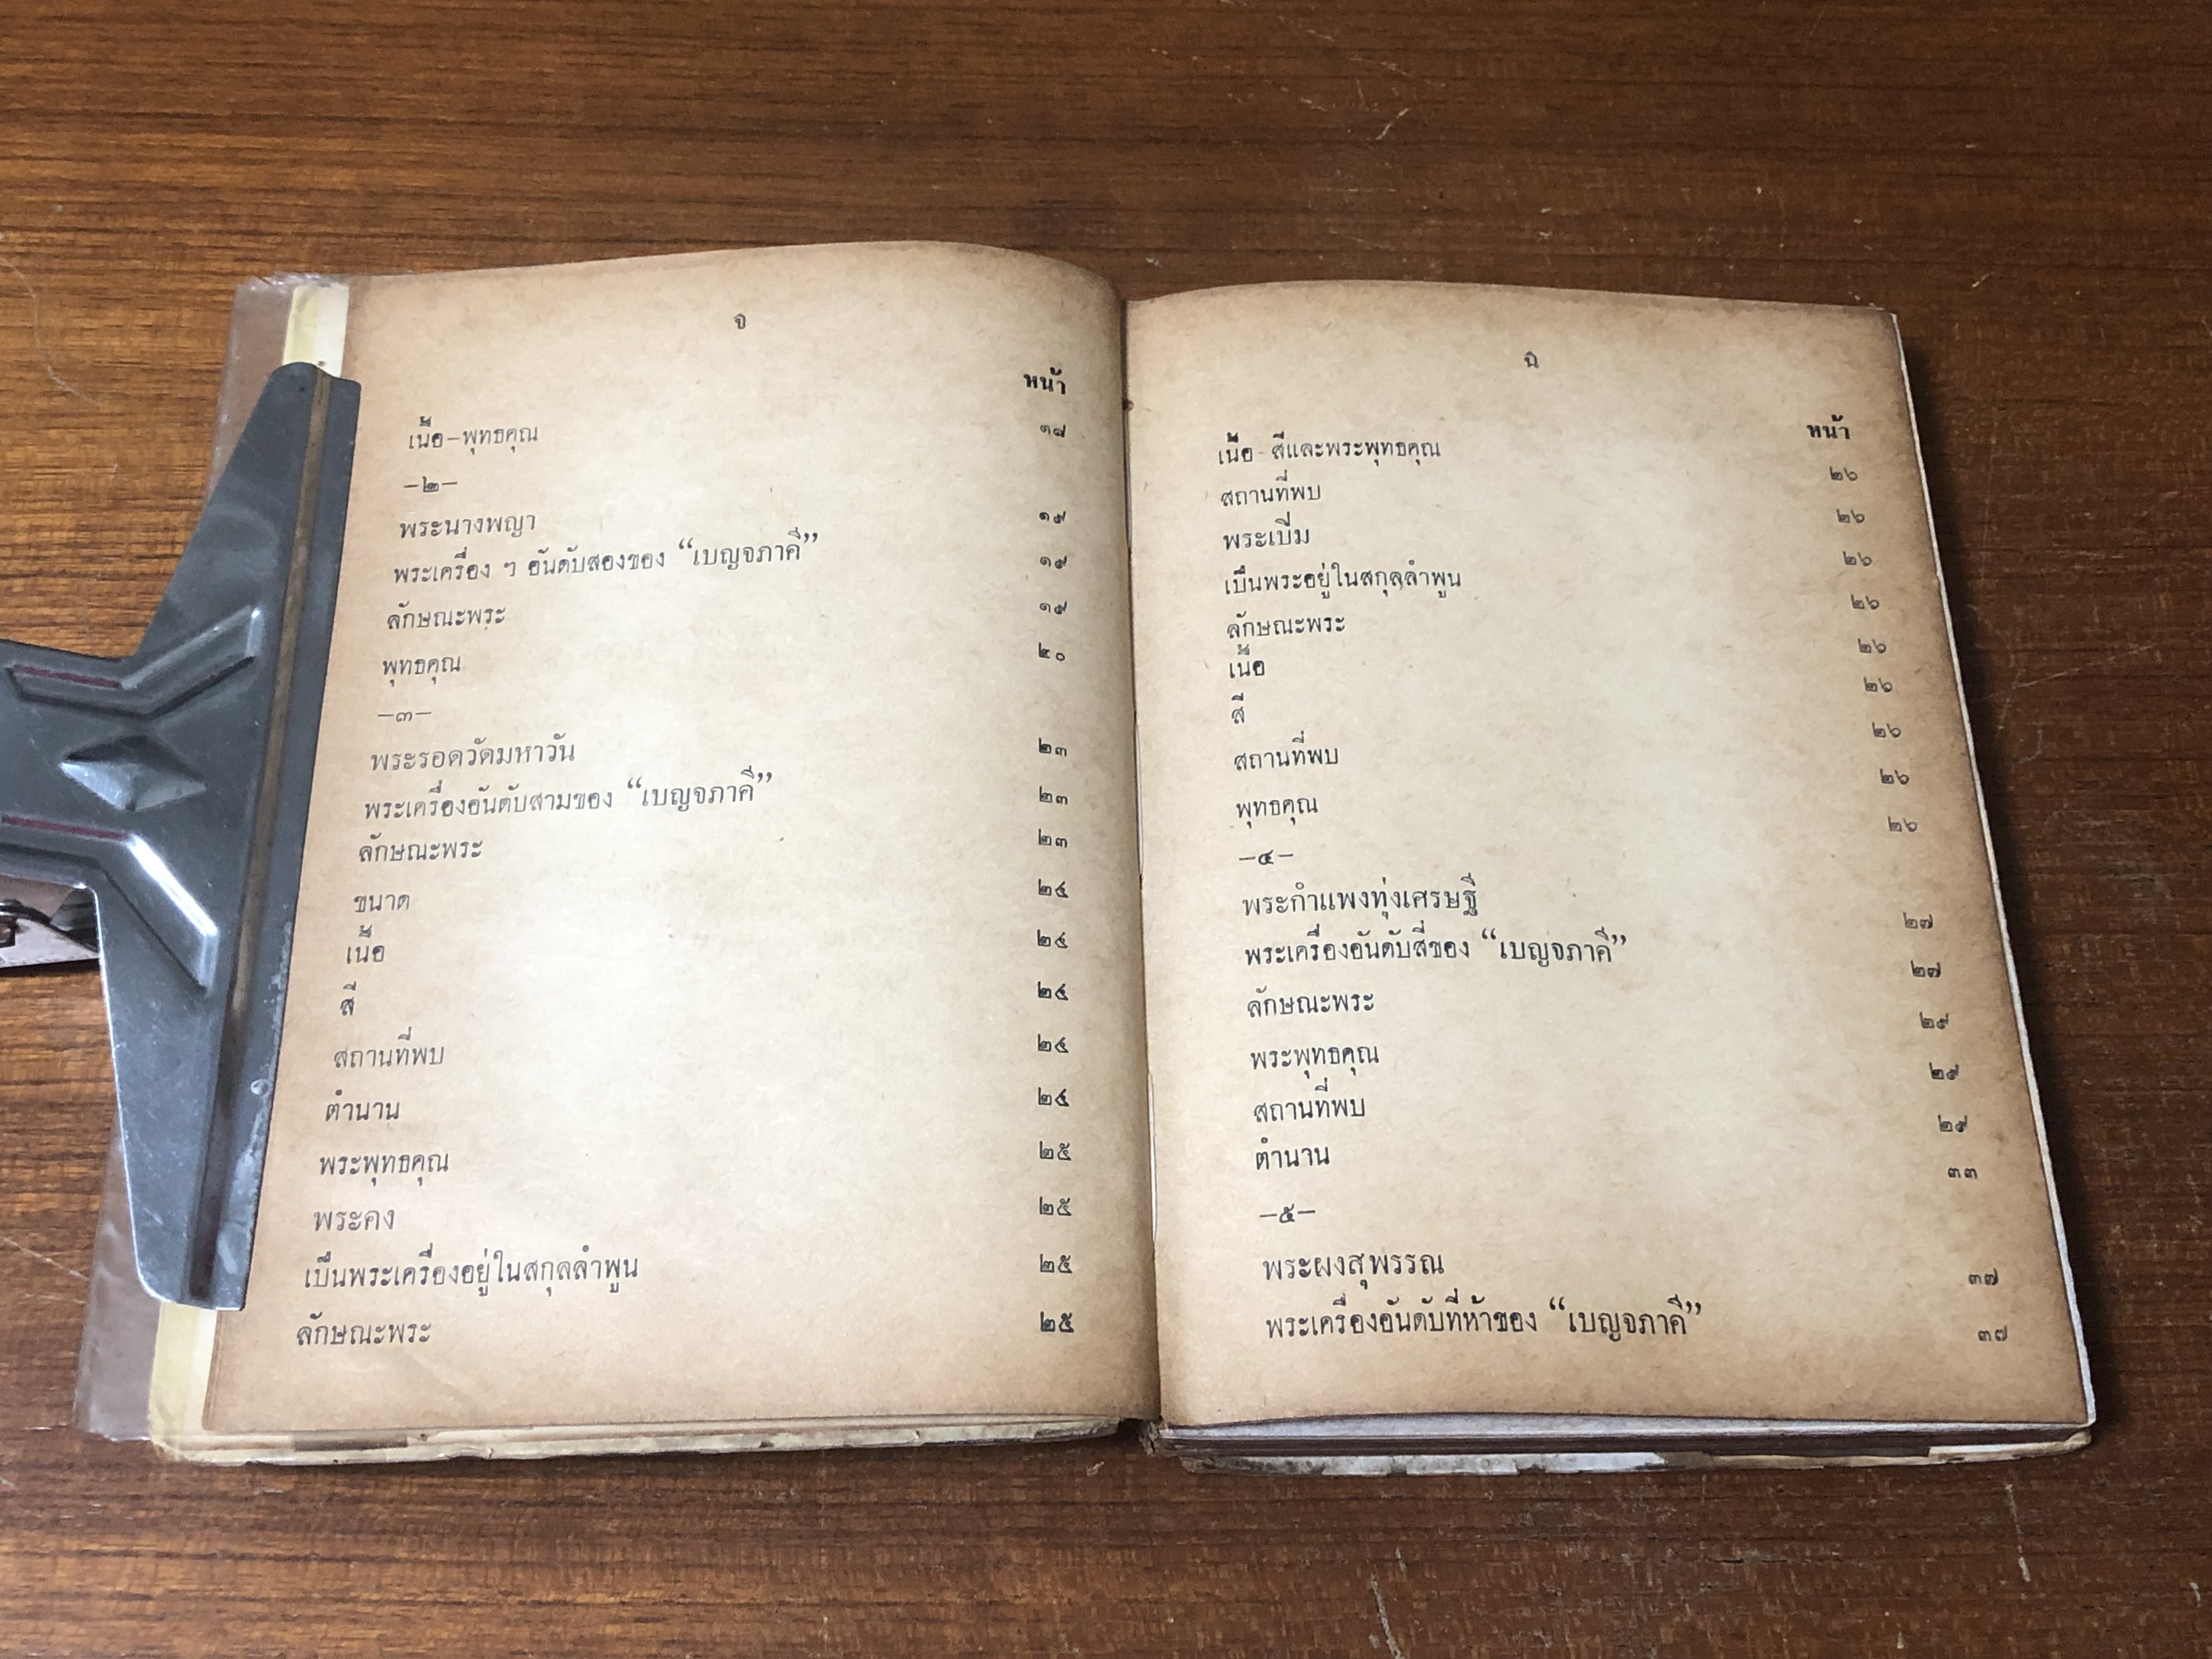 จ
หน้า
เนื้อ-พุทธคุณ
—๒—
พระนางพญา ๑๙
พระเครื่อง ๆ อันดับสองของ “เบญจภาคี” ๑๙
ลักษณะพระ ๑๙
พุทธคุณ ๒๐
—๓—
พระรอดวัดมหาวัน ๒๓
พระเครื่องอันดับสามของ “เบญจภาคี” ๒๓
ลักษณะพระ ๒๓
ขนาด ๒๔
เนื้อ ๒๔
สี ๒๔
สถานที่พบ ๒๔
ตำนาน ๒๔
พระพุทธคุณ ๒๕
พระคง ๒๕
เป็นพระเครื่องอยู่ในสกุลลำพูน ๒๕
ลักษณะพระ ๒๕
ฉ
หน้า
เนื้อ-สีและพระพุทธคุณ ๒๖
สถานที่พบ ๒๖
พระเปิม ๒๖
เป็นพระอยู่ในสกุลลำพูน ๒๖
ลักษณะพระ ๒๖
เนื้อ ๒๖
สี ๒๖
สถานที่พบ ๒๖
พุทธคุณ ๒๖
—๔—
พระกำแพงทุ่งเศรษฐี ๒๗
พระเครื่องอันดับสี่ของ “เบญจภาคี” ๒๗
ลักษณะพระ ๒๙
พระพุทธคุณ ๒๙
สถานที่พบ ๒๙
ตำนาน ๓๓
—๕—
พระผงสุพรรณ ๓๗
พระเครื่องอันดับที่ห้าของ “เบญจภาคี” ๓๗